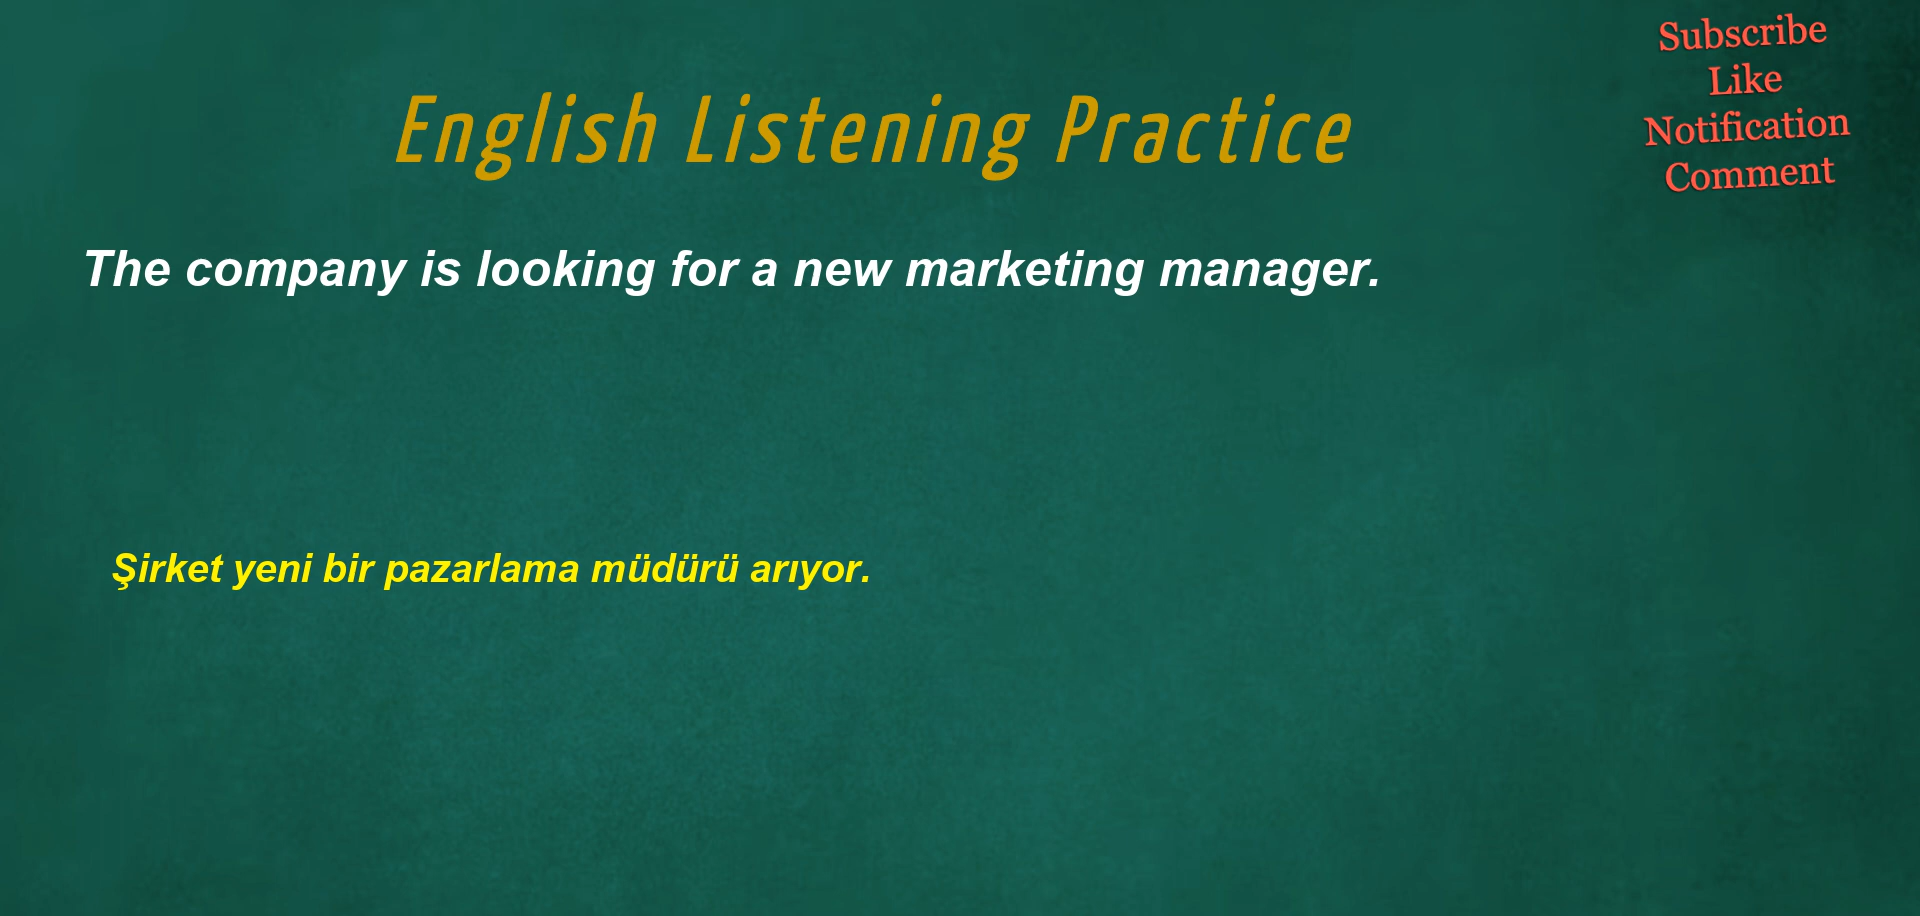 English Listening Practice
Subscribe
Like
Notification
Comment
The company is looking for a new marketing manager.
Şirket yeni bir pazarlama müdürü arıyor.